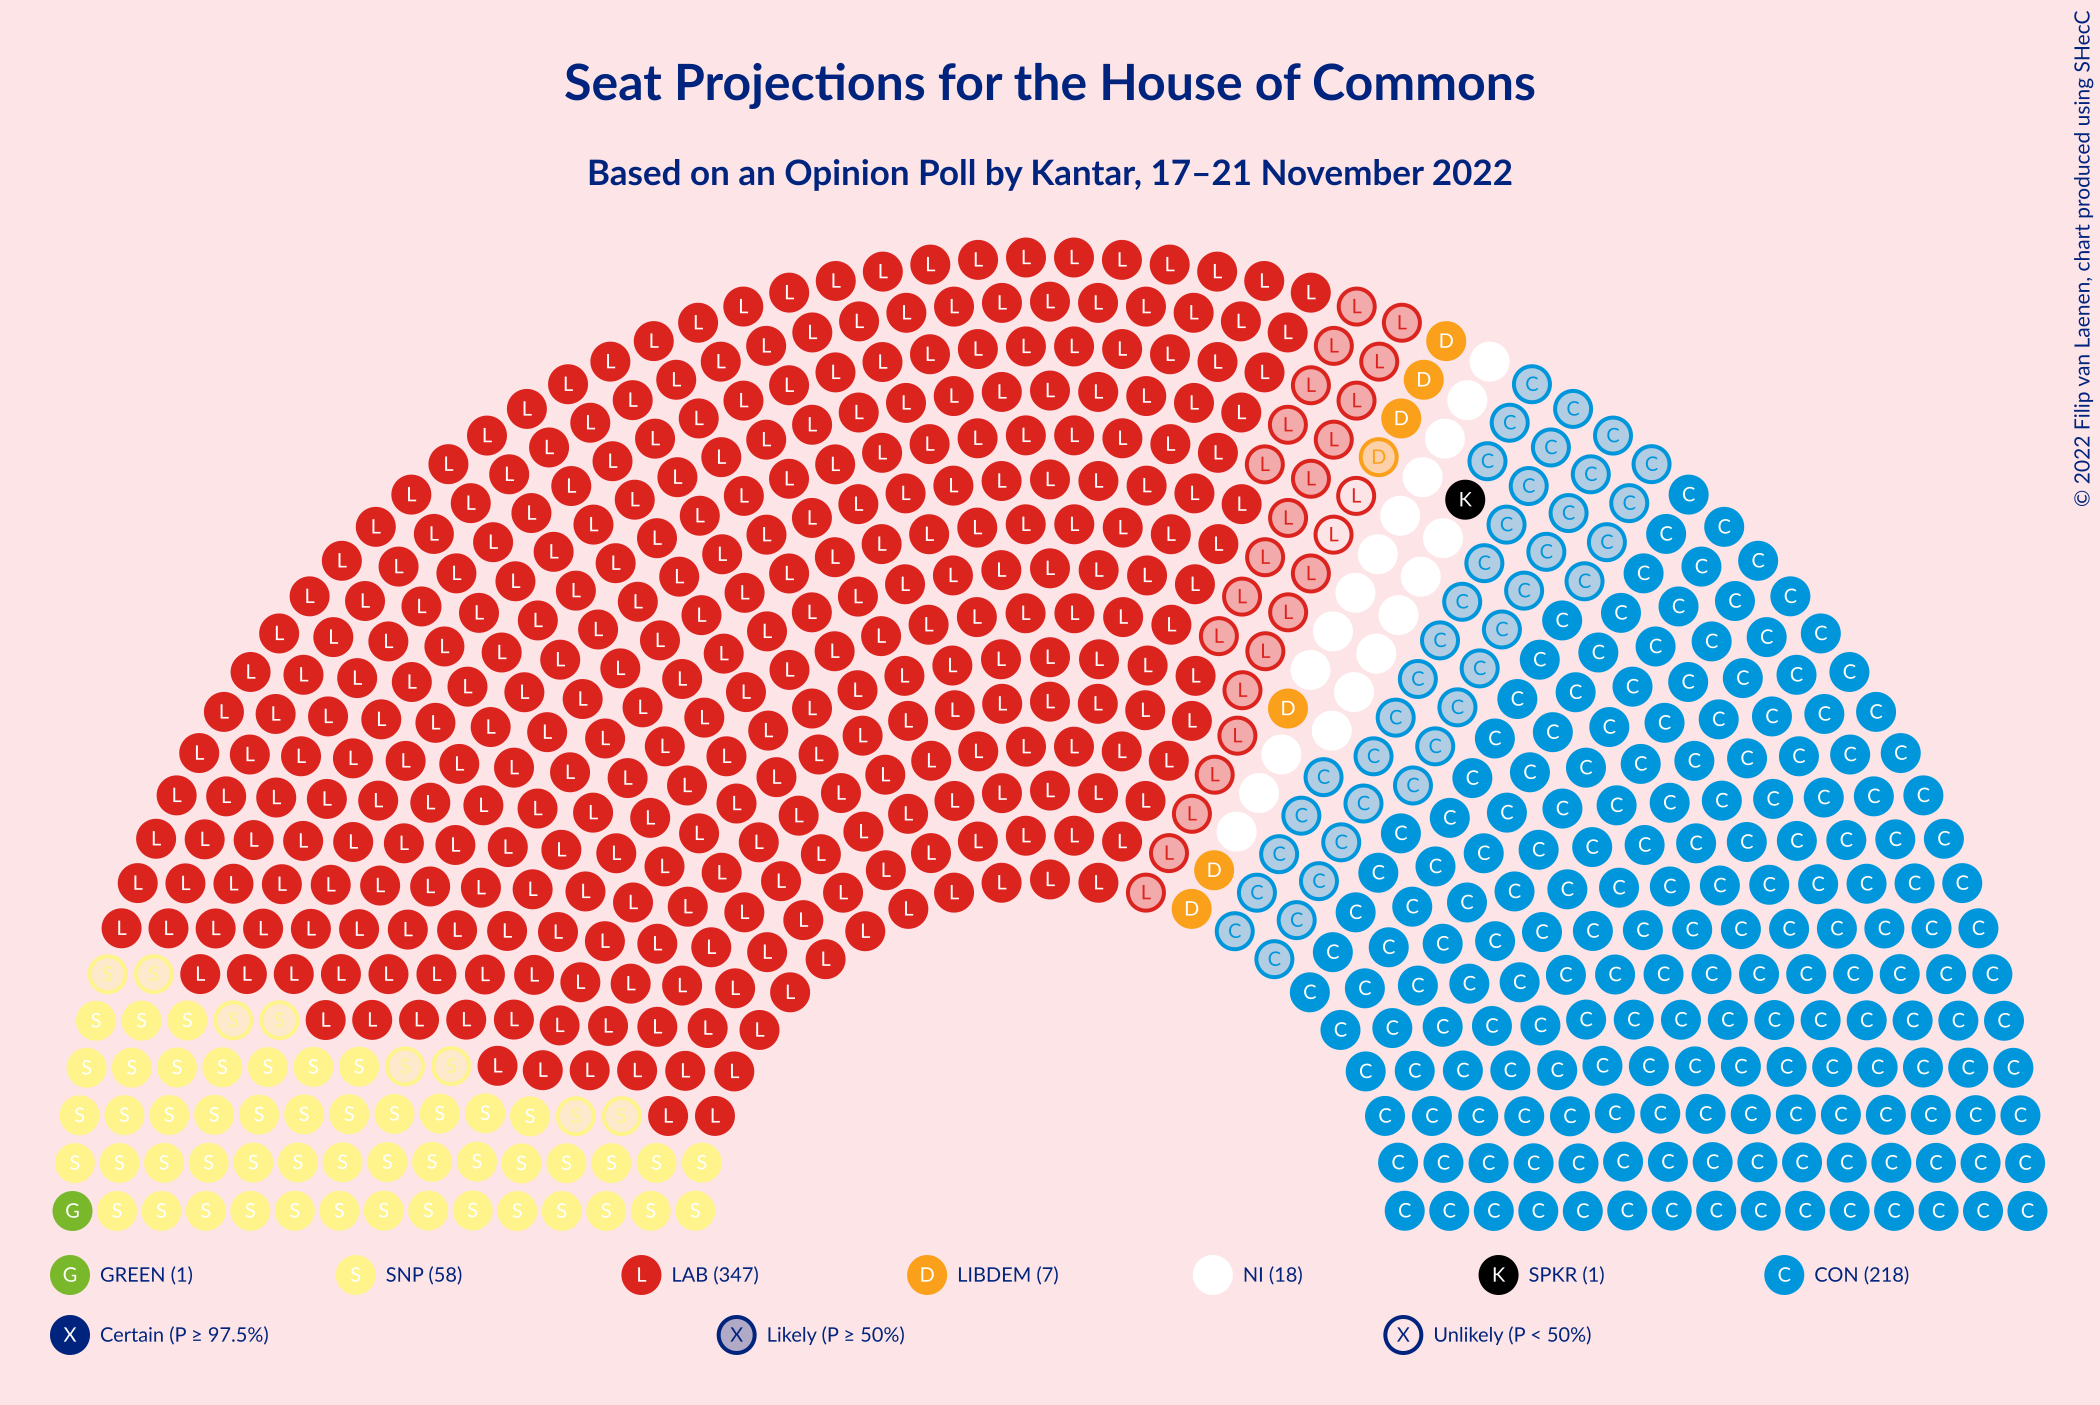 Seat Projections for the House of Commons
Based on an Opinion Poll by Kantar, 17–21 November 2022
© 2022 Filip van Laenen, chart produced using SHecC
G GREEN (1)
S SNP (58)
L LAB (347)
D LIBDEM (7)
NI (18)
K SPKR (1)
C CON (218)
X Certain (P ≥ 97.5%)
X Likely (P ≥ 50%)
X Unlikely (P < 50%)